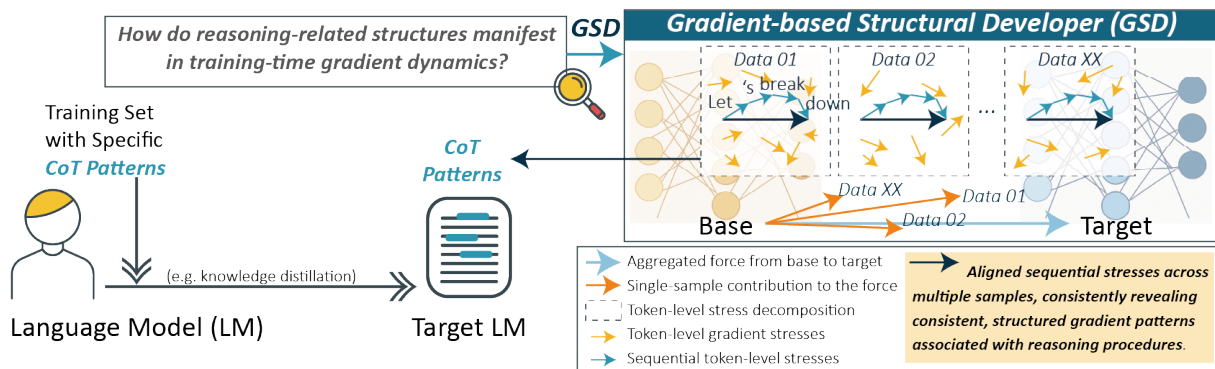 How do reasoning-related structures manifest
in training-time gradient dynamics?
GSD
Gradient-based Structural Developer (GSD)
Data 01
Data 02
Data XX
Let
's
break
down
...
Training Set
with Specific
CoT Patterns
CoT
Patterns
Data XX
Data 01
Data 02
Base
Target
(e.g. knowledge distillation)
Language Model (LM)
Target LM
Aggregated force from base to target
Single-sample contribution to the force
Token-level stress decomposition
Token-level gradient stresses
Sequential token-level stresses
Aligned sequential stresses across
multiple samples, consistently revealing
consistent, structured gradient patterns
associated with reasoning procedures.